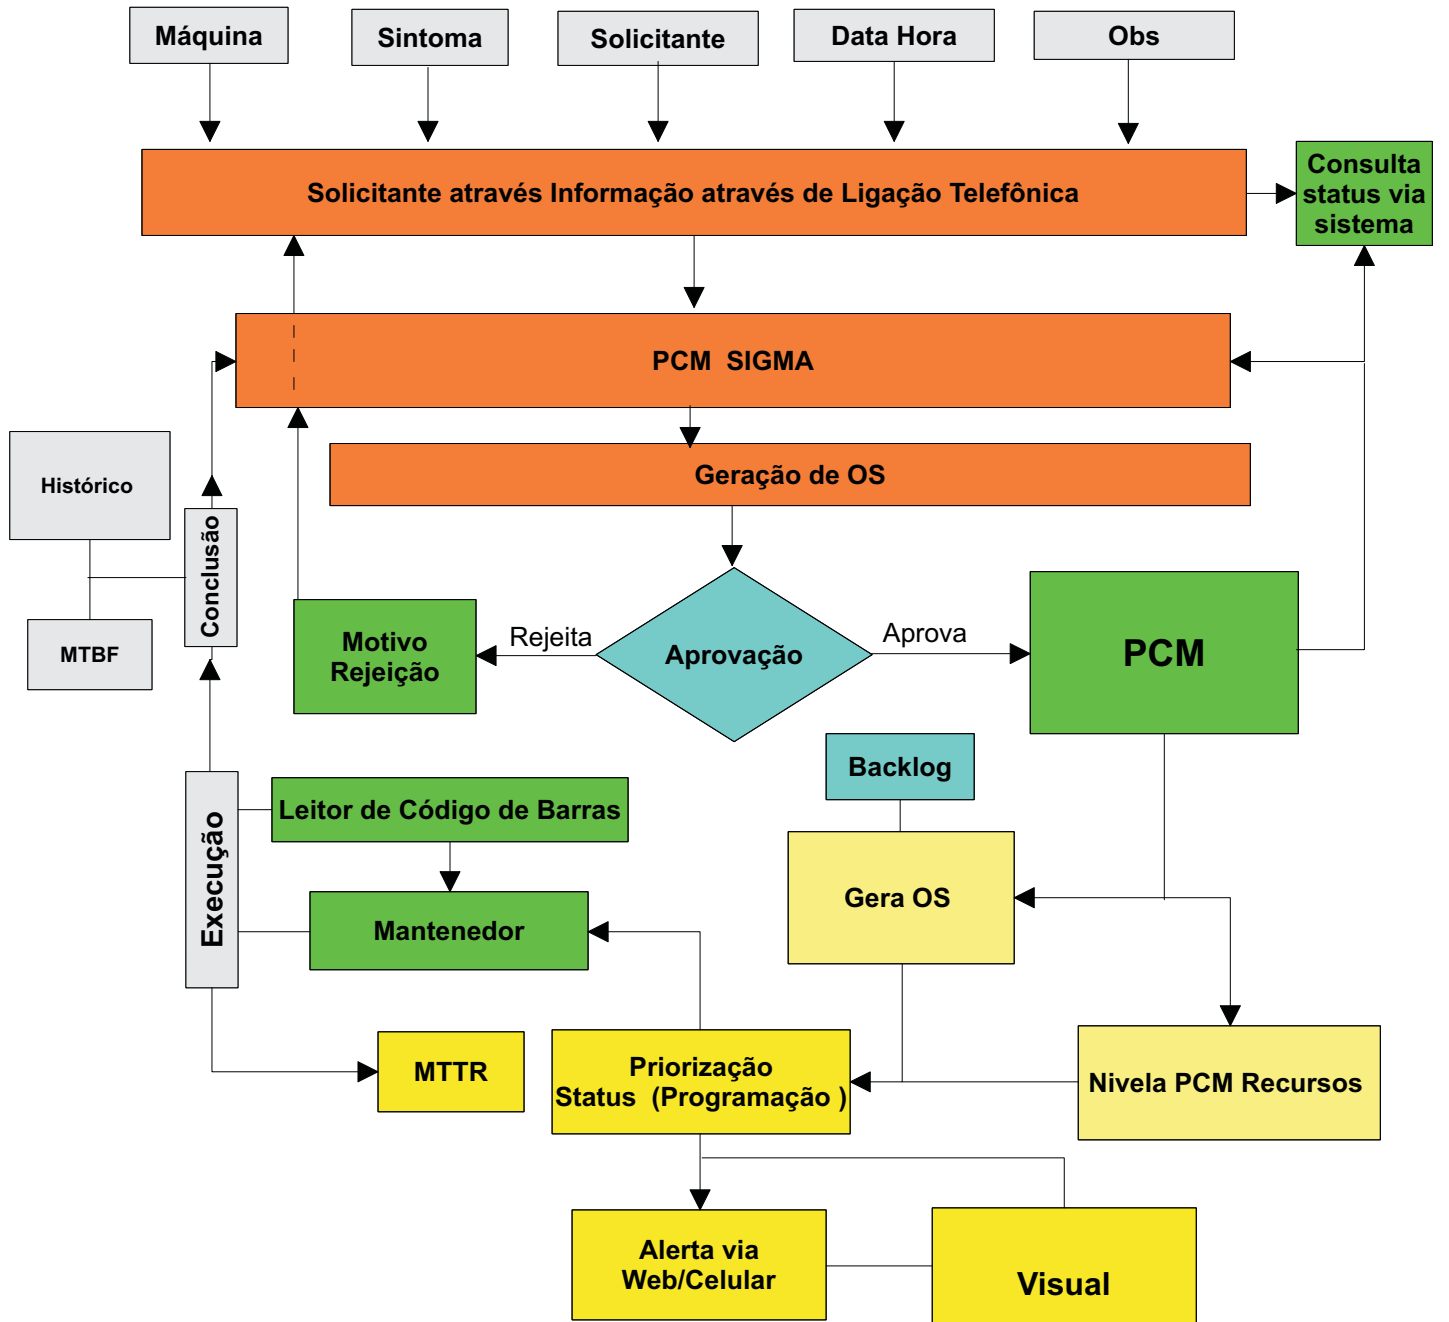 Máquina
Sintoma
Solicitante
Data Hora
Obs
Solicitante através Informação através de Ligação Telefônica
Consulta
status via
sistema
PCM SIGMA
Geração de OS
Histórico
Conclusão
MTBF
Motivo
Rejeição
Rejeita
Aprovação
Aprova
PCM
Backlog
Leitor de Código de Barras
Execução
Gera OS
Mantenedor
MTTR
Priorização
Status (Programação )
Nivela PCM Recursos
Alerta via
Web/Celular
Visual